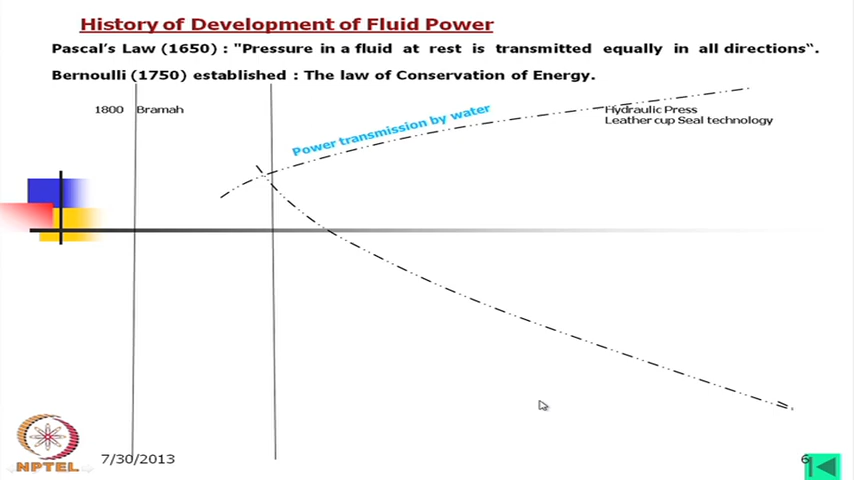 History of Development of Fluid Power
Pascal's Law (1650) : "Pressure in a fluid at rest is transmitted equally in all directions".
Bernoulli (1750) established : The law of Conservation of Energy.
1800 Bramah Hydraulic Press
Leather cup Seal technology
Power transmission by water
NPTEL
7/30/2013
6